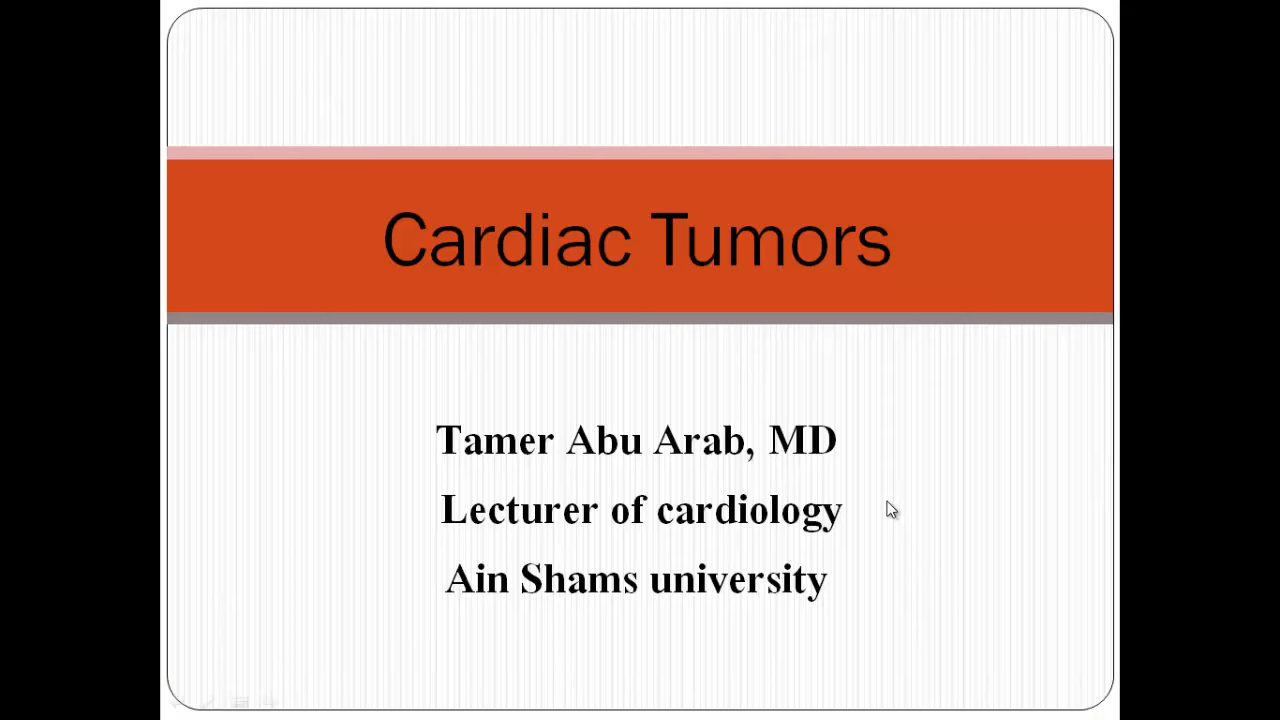 Cardiac Tumors
Tamer Abu Arab, MD
Lecturer of cardiology
Ain Shams university